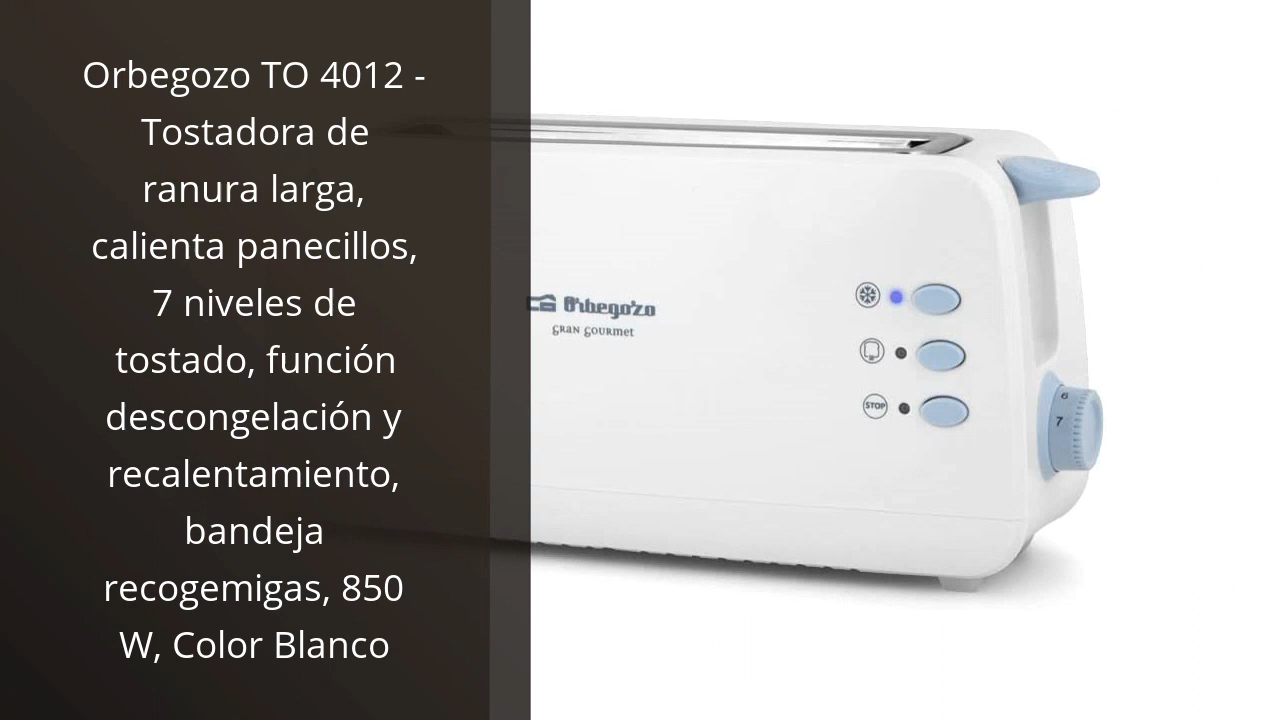 Orbegozo TO 4012 -
Tostadora de
ranura larga,
calienta panecillos,
7 niveles de
tostado, función
descongelación y
recalentamiento,
bandeja
recogemigas, 850
W, Color Blanco
Orbegozo
GRAN GOURMET
STOP
6
7